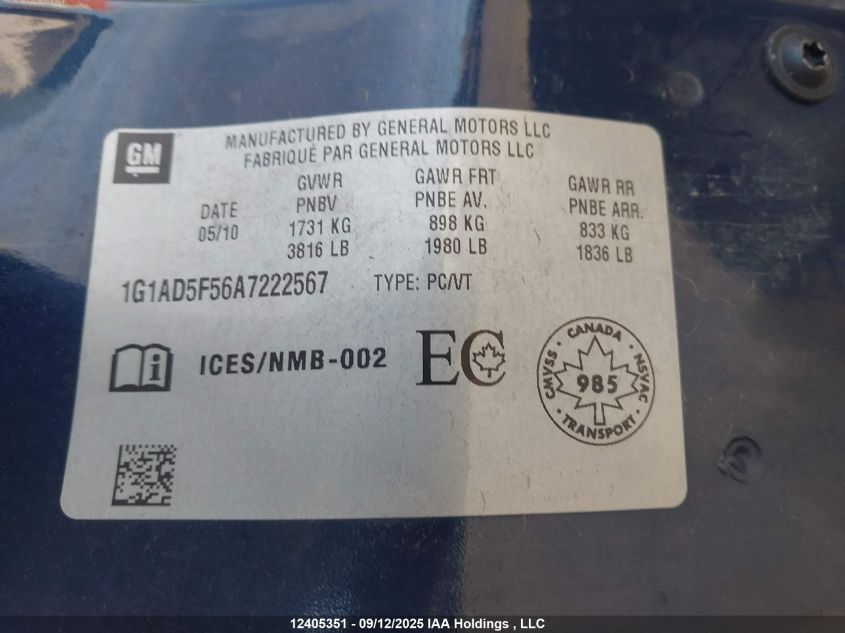 GM
MANUFACTURED BY GENERAL MOTORS LLC
FABRIQUÉ PAR GENERAL MOTORS LLC
DATE
05/10
GVWR
PNBV
1731 KG
3816 LB
GAWR FRT
PNBE AV.
898 KG
1980 LB
GAWR RR
PNBE ARR.
833 KG
1836 LB
1G1AD5F56A7222567 TYPE: PC/VT
i ICES/NMB-002 EC
CANADA
CMVSS 985 NSVAC
TRANSPORT
12405351 - 09/12/2025 IAA Holdings , LLC